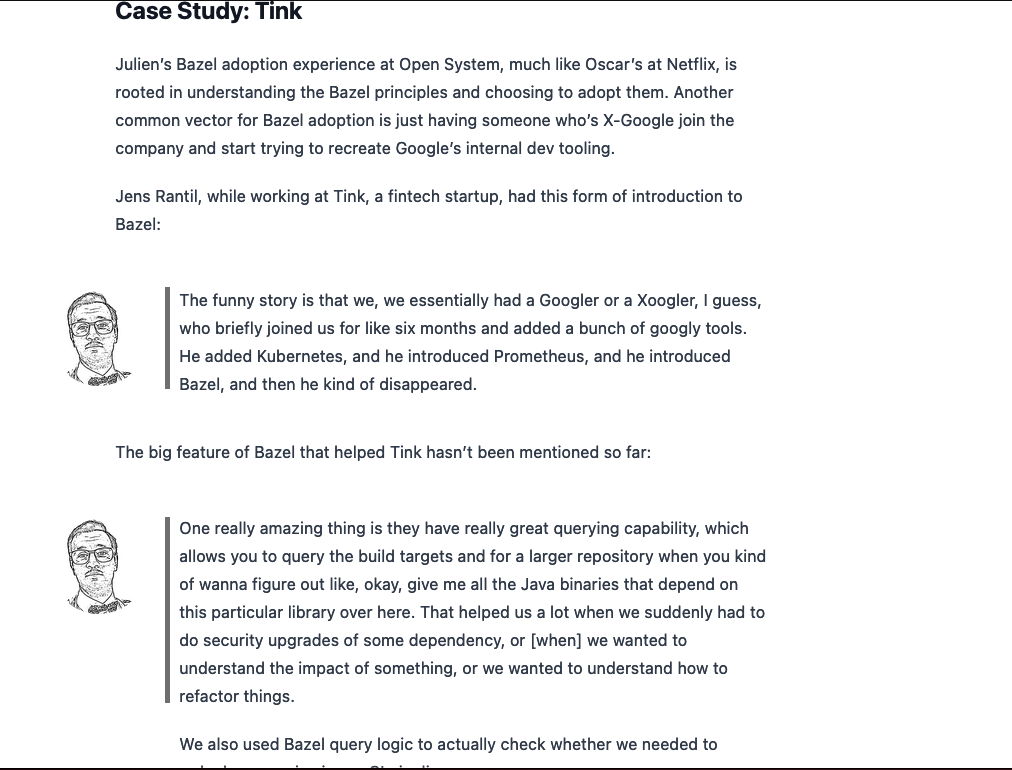 Case Study: Tink
Julien’s Bazel adoption experience at Open System, much like Oscar’s at Netflix, is
rooted in understanding the Bazel principles and choosing to adopt them. Another
common vector for Bazel adoption is just having someone who’s X-Google join the
company and start trying to recreate Google’s internal dev tooling.
Jens Rantil, while working at Tink, a fintech startup, had this form of introduction to
Bazel:
The funny story is that we, we essentially had a Googler or a Xoogler, I guess,
who briefly joined us for like six months and added a bunch of googly tools.
He added Kubernetes, and he introduced Prometheus, and he introduced
Bazel, and then he kind of disappeared.
The big feature of Bazel that helped Tink hasn’t been mentioned so far:
One really amazing thing is they have really great querying capability, which
allows you to query the build targets and for a larger repository when you kind
of wanna figure out like, okay, give me all the Java binaries that depend on
this particular library over here. That helped us a lot when we suddenly had to
do security upgrades of some dependency, or [when] we wanted to
understand the impact of something, or we wanted to understand how to
refactor things.
We also used Bazel query logic to actually check whether we needed to